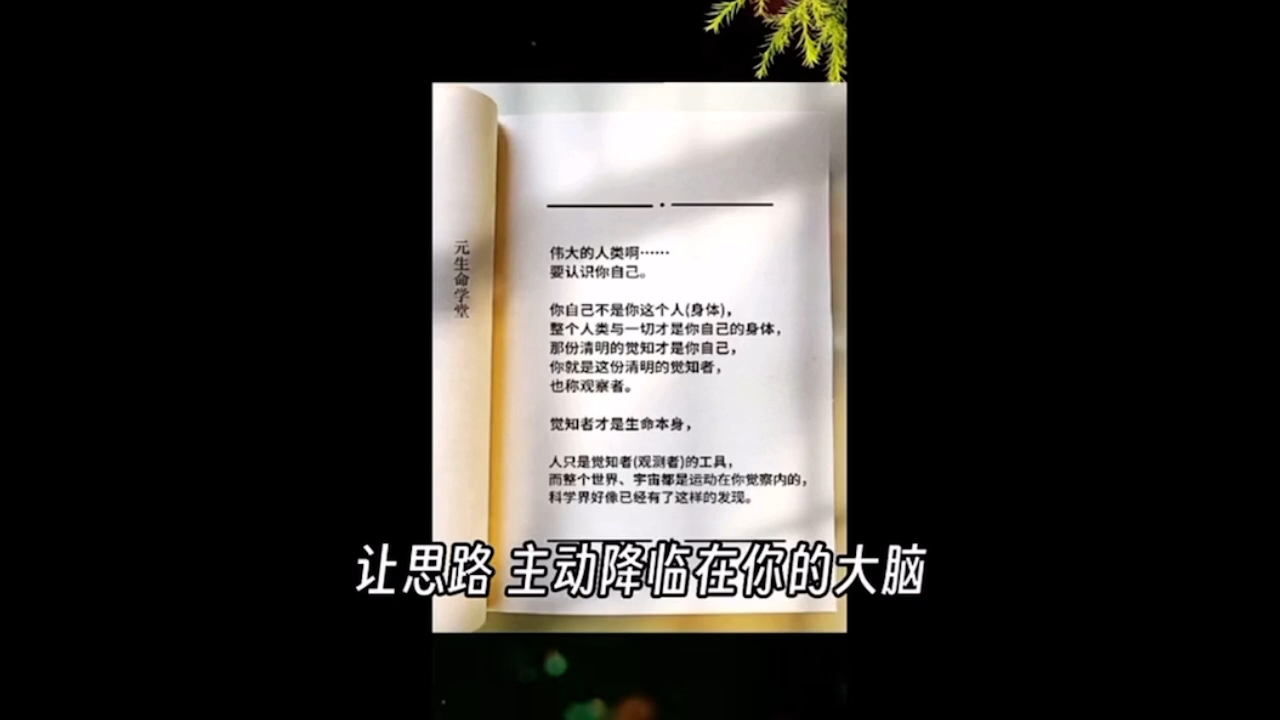 元生命学堂
伟大的人类啊……
要认识你自己。
你自己不是你这个人(身体)，
整个人类与一切才是你自己的身体，
那份清明的觉知才是你自己，
你就是这份清明的觉知者，
也称观察者。
觉知者才是生命本身，
人只是觉知者(观测者)的工具，
而整个世界、宇宙都是运动在你觉察内的，
科学界好像已经有了这样的发现。
让思路 主动降临在你的大脑